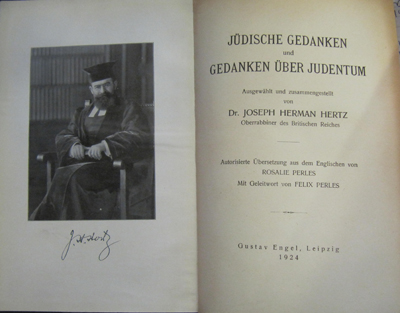 J. H. Hertz
JÜDISCHE GEDANKEN
und
GEDANKEN ÜBER JUDENTUM
Ausgewählt und zusammengestellt
von
Dr. JOSEPH HERMAN HERTZ
Oberrabbiner des Britischen Reiches
Autorisierte Übersetzung aus dem Englischen von
ROSALIE PERLES
Mit Geleitwort von FELIX PERLES
Gustav Engel, Leipzig
1924